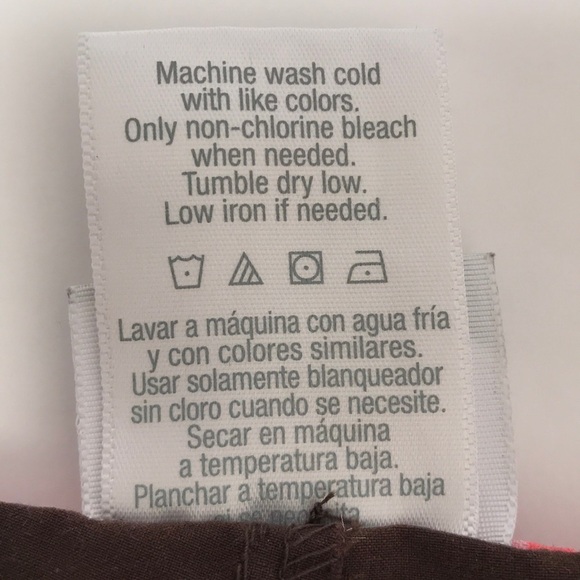 Machine wash cold
with like colors.
Only non-chlorine bleach
when needed.
Tumble dry low.
Low iron if needed.
Lavar a máquina con agua fría
y con colores similares.
Usar solamente blanqueador
sin cloro cuando se necesite.
Secar en máquina
a temperatura baja.
Planchar a temperatura baja
si se